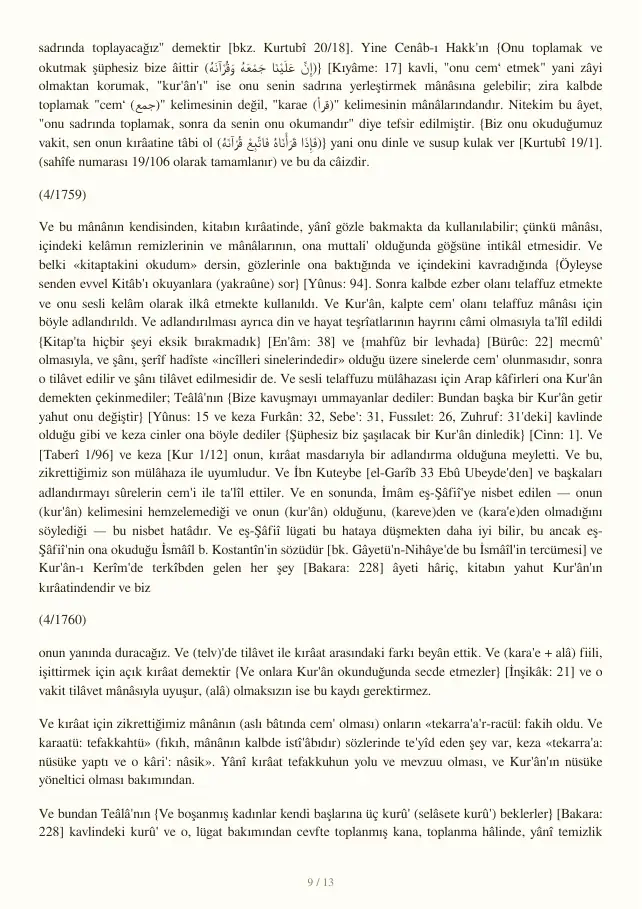 sadrında toplayacağız" demektir [bkz. Kurtubî 20/18]. Yine Cenâb-ı Hakk'ın {Onu toplamak ve
okutmak şüphesiz bize âittir (إِنَّ عَلَيْنَا جَمْعَهُ وَقُرْآنَهُ)} [Kıyâme: 17] kavli, "onu cem‘ etmek" yani zâyi
olmaktan korumak, "kur'ân'ı" ise onu senin sadrına yerleştirmek mânâsına gelebilir; zira kalbde
toplamak "cem‘ (جمع)" kelimesinin değil, "karae (قرأ)" kelimesinin mânâlarındandır. Nitekim bu âyet,
"onu sadrında toplamak, sonra da senin onu okumandır" diye tefsir edilmiştir. {Biz onu okuduğumuz
vakit, sen onun kırâatine tâbi ol (فَإِذَا قَرَأْنَاهُ فَاتَّبِعْ قُرْآنَهُ)} yani onu dinle ve susup kulak ver [Kurtubî 19/1].
(sahîfe numarası 19/106 olarak tamamlanır) ve bu da câizdir.
(4/1759)
Ve bu mânânın kendisinden, kitabın kırâatinde, yânî gözle bakmakta da kullanılabilir; çünkü mânâsı,
içindeki kelâmın remizlerinin ve mânâlarının, ona muttali' olduğunda göğsüne intikâl etmesidir. Ve
belki «kitaptakini okudum» dersin, gözlerinle ona baktığında ve içindekini kavradığında {Öyleyse
senden evvel Kitâb'ı okuyanlara (yakraûne) sor} [Yûnus: 94]. Sonra kalbde ezber olanı telaffuz etmekte
ve onu sesli kelâm olarak ilkâ etmekte kullanıldı. Ve Kur'ân, kalpte cem' olanı telaffuz mânâsı için
böyle adlandırıldı. Ve adlandırılması ayrıca din ve hayat teşrîatlarının hayrını câmi olmasıyla ta'lîl edildi
{Kitap'ta hiçbir şeyi eksik bırakmadık} [En'âm: 38] ve {mahfûz bir levhada} [Bürûc: 22] mecmû'
olmasıyla, ve şânı, şerîf hadîste «incîlleri sinelerindedir» olduğu üzere sinelerde cem' olunmasıdır, sonra
o tilâvet edilir ve şânı tilâvet edilmesidir de. Ve sesli telaffuzu mülâhazası için Arap kâfirleri ona Kur'ân
demekten çekinmediler; Teâlâ'nın {Bize kavuşmayı ummayanlar dediler: Bundan başka bir Kur'ân getir
yahut onu değiştir} [Yûnus: 15 ve keza Furkân: 32, Sebe': 31, Fussılet: 26, Zuhruf: 31'deki] kavlinde
olduğu gibi ve keza cinler ona böyle dediler {Şüphesiz biz şaşılacak bir Kur'ân dinledik} [Cinn: 1]. Ve
[Taberî 1/96] ve keza [Kur 1/12] onun, kırâat masdarıyla bir adlandırma olduğuna meyletti. Ve bu,
zikrettiğimiz son mülâhaza ile uyumludur. Ve İbn Kuteybe [el-Garîb 33 Ebû Ubeyde'den] ve başkaları
adlandırmayı sûrelerin cem'i ile ta'lîl ettiler. Ve en sonunda, İmâm eş-Şâfiî'ye nisbet edilen — onun
(kur'ân) kelimesini hemzelemediği ve onun (kur'ân) olduğunu, (kareve)den ve (kara'e)den olmadığını
söylediği — bu nisbet hatâdır. Ve eş-Şâfiî lügati bu hataya düşmekten daha iyi bilir, bu ancak eş-
Şâfiî'nin ona okuduğu İsmâîl b. Kostantîn'in sözüdür [bk. Gâyetü'n-Nihâye'de bu İsmâîl'in tercümesi] ve
Kur'ân-ı Kerîm'de terkîbden gelen her şey [Bakara: 228] âyeti hâriç, kitabın yahut Kur'ân'ın
kırâatindendir ve biz
(4/1760)
onun yanında duracağız. Ve (telv)'de tilâvet ile kırâat arasındaki farkı beyân ettik. Ve (kara'e + alâ) fiili,
işittirmek için açık kırâat demektir {Ve onlara Kur'ân okunduğunda secde etmezler} [İnşikâk: 21] ve o
vakit tilâvet mânâsıyla uyuşur, (alâ) olmaksızın ise bu kaydı gerektirmez.
Ve kırâat için zikrettiğimiz mânânın (aslı bâtında cem' olması) onların «tekarra'a'r-racül: fakih oldu. Ve
karaatü: tefakkahtü» (fıkıh, mânânın kalbde istî'âbıdır) sözlerinde te'yîd eden şey var, keza «tekarra'a:
nüsüke yaptı ve o kâri': nâsik». Yânî kırâat tefakkuhun yolu ve mevzuu olması, ve Kur'ân'ın nüsüke
yöneltici olması bakımından.
Ve bundan Teâlâ'nın {Ve boşanmış kadınlar kendi başlarına üç kurû' (selâsete kurû') beklerler} [Bakara:
228] kavlindeki kurû' ve o, lügat bakımından cevfte toplanmış kana, toplanma hâlinde, yânî temizlik
9 / 13